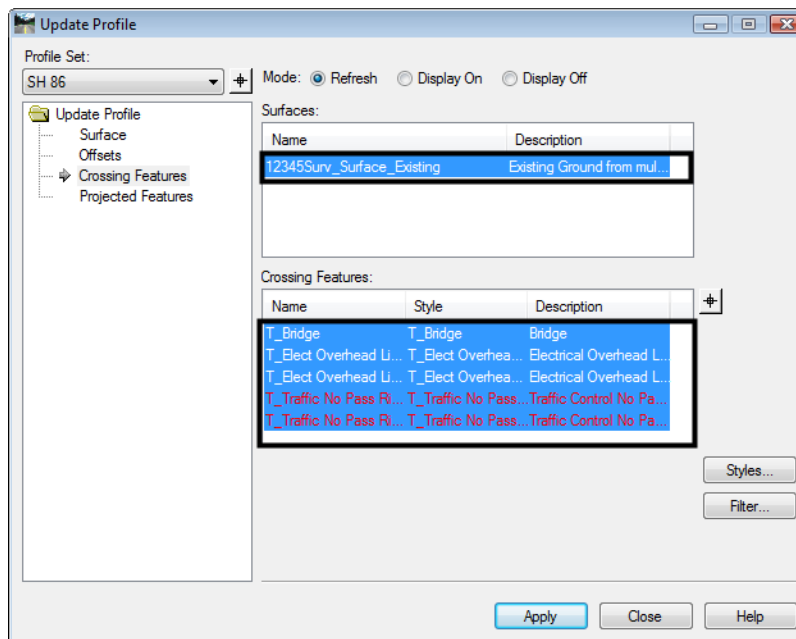 Update Profile
Profile Set:
SH 86
Mode: Refresh Display On Display Off
Update Profile
Surface
Offsets
Crossing Features
Projected Features
Surfaces:
Name Description
12345Surv_Surface_Existing Existing Ground from mul...
Crossing Features:
Name Style Description
T_Bridge T_Bridge Bridge
T_Elect Overhead Li... T_Elect Overhea... Electrical Overhead L...
T_Elect Overhead Li... T_Elect Overhea... Electrical Overhead L...
T_Traffic No Pass Ri... T_Traffic No Pass... Traffic Control No Pa...
T_Traffic No Pass Ri... T_Traffic No Pass... Traffic Control No Pa...
Styles...
Filter...
Apply Close Help